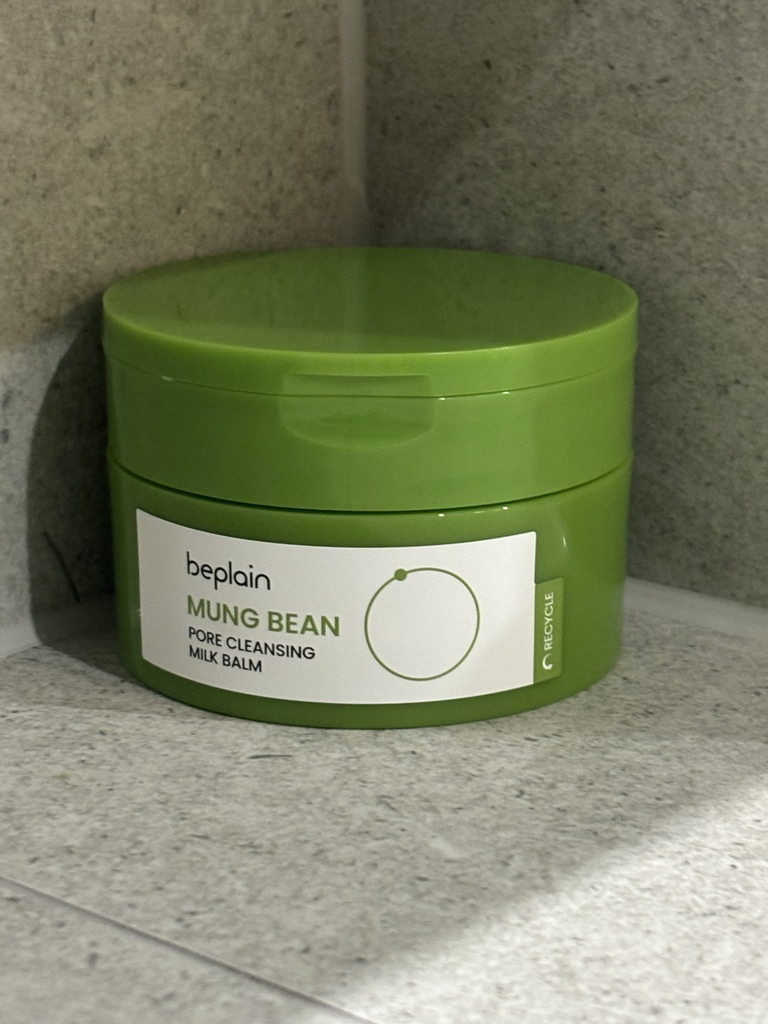 beplain
MUNG BEAN
PORE CLEANSING
MILK BALM
RECYCLE